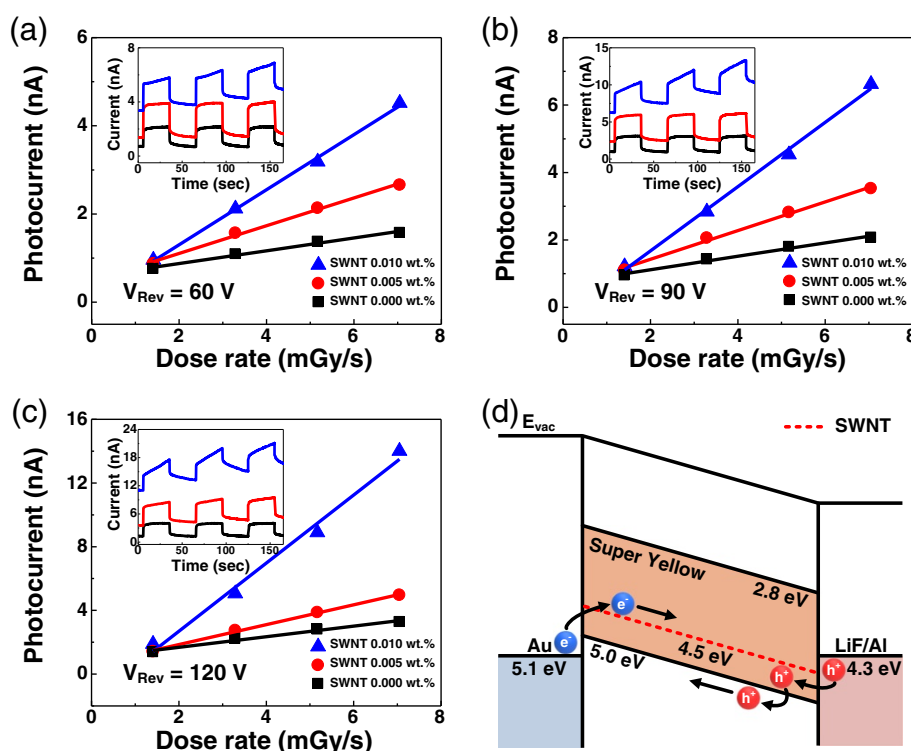 (a)
6
4
2
0
Photocurrent (nA)
8
4
0
Current (nA)
0 50 100 150
Time (sec)
SWNT 0.010 wt.%
SWNT 0.005 wt.%
SWNT 0.000 wt.%
V_Rev = 60 V
0 2 4 6 8
Dose rate (mGy/s)
(b)
8
6
4
2
0
Photocurrent (nA)
15
10
5
0
Current (nA)
0 50 100 150
Time (sec)
SWNT 0.010 wt.%
SWNT 0.005 wt.%
SWNT 0.000 wt.%
V_Rev = 90 V
0 2 4 6 8
Dose rate (mGy/s)
(c)
16
12
8
4
0
Photocurrent (nA)
24
18
12
6
0
Current (nA)
0 50 100 150
Time (sec)
SWNT 0.010 wt.%
SWNT 0.005 wt.%
SWNT 0.000 wt.%
V_Rev = 120 V
0 2 4 6 8
Dose rate (mGy/s)
(d)
E_vac
SWNT
Super Yellow
2.8 eV
e-
e-
Au
5.1 eV
5.0 eV
4.5 eV
LiF/Al
4.3 eV
h+
h+
h+